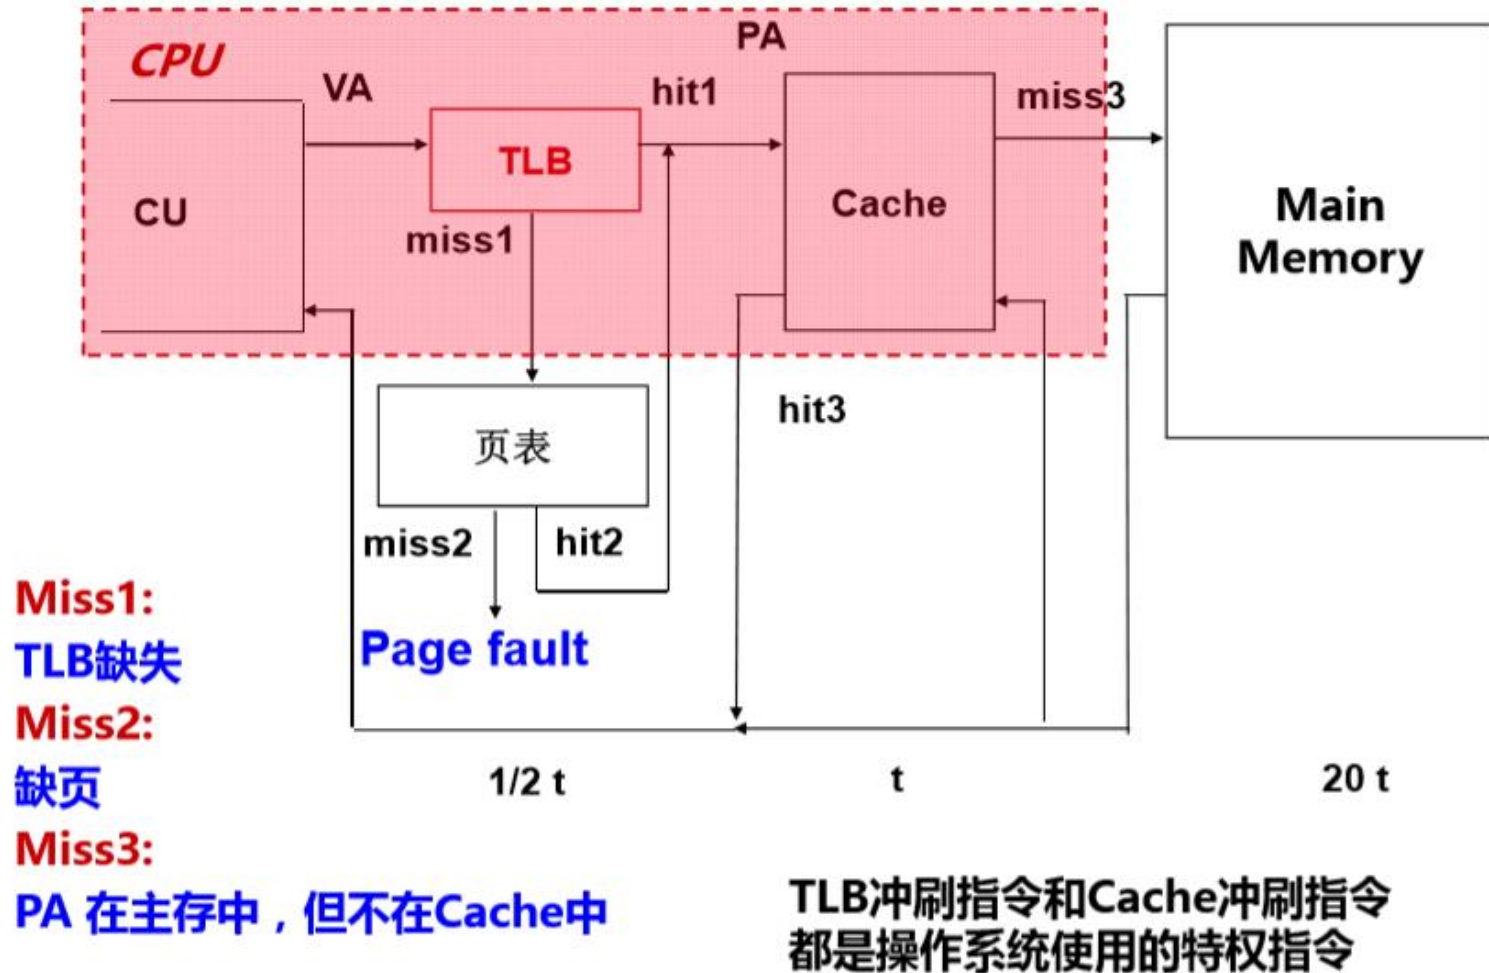 CPU
PA
VA
hit1
miss3
TLB
CU
Cache
Main
Memory
miss1
页表
hit3
miss2
hit2
Page fault
Miss1:
TLB缺失
Miss2:
缺页
Miss3:
PA 在主存中，但不在Cache中
1/2 t
t
20 t
TLB冲刷指令和Cache冲刷指令
都是操作系统使用的特权指令